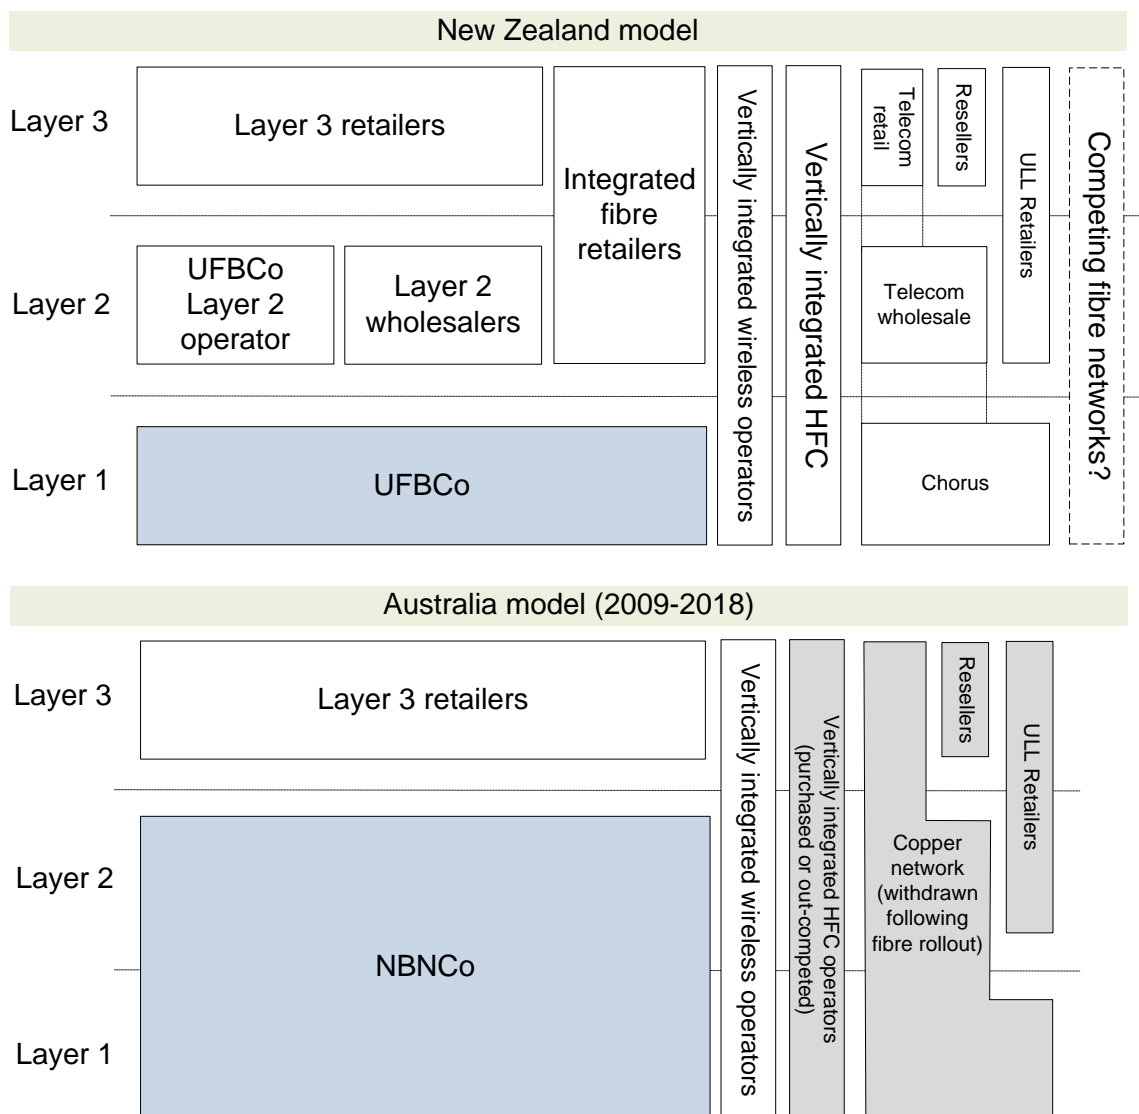 New Zealand model
Layer 3
Layer 3 retailers
Integrated
fibre
retailers
Vertically integrated wireless operators
Vertically integrated HFC
Telecom
retail
Resellers
ULL Retailers
Competing fibre networks?
Layer 2
UFBCo
Layer 2
operator
Layer 2
wholesalers
Telecom
wholesale
Layer 1
UFBCo
Chorus
Australia model (2009-2018)
Layer 3
Layer 3 retailers
Vertically integrated wireless operators
Vertically integrated HFC operators
(purchased or out-competed)
Resellers
ULL Retailers
Layer 2
Copper
network
(withdrawn
following
fibre rollout)
NBNCo
Layer 1